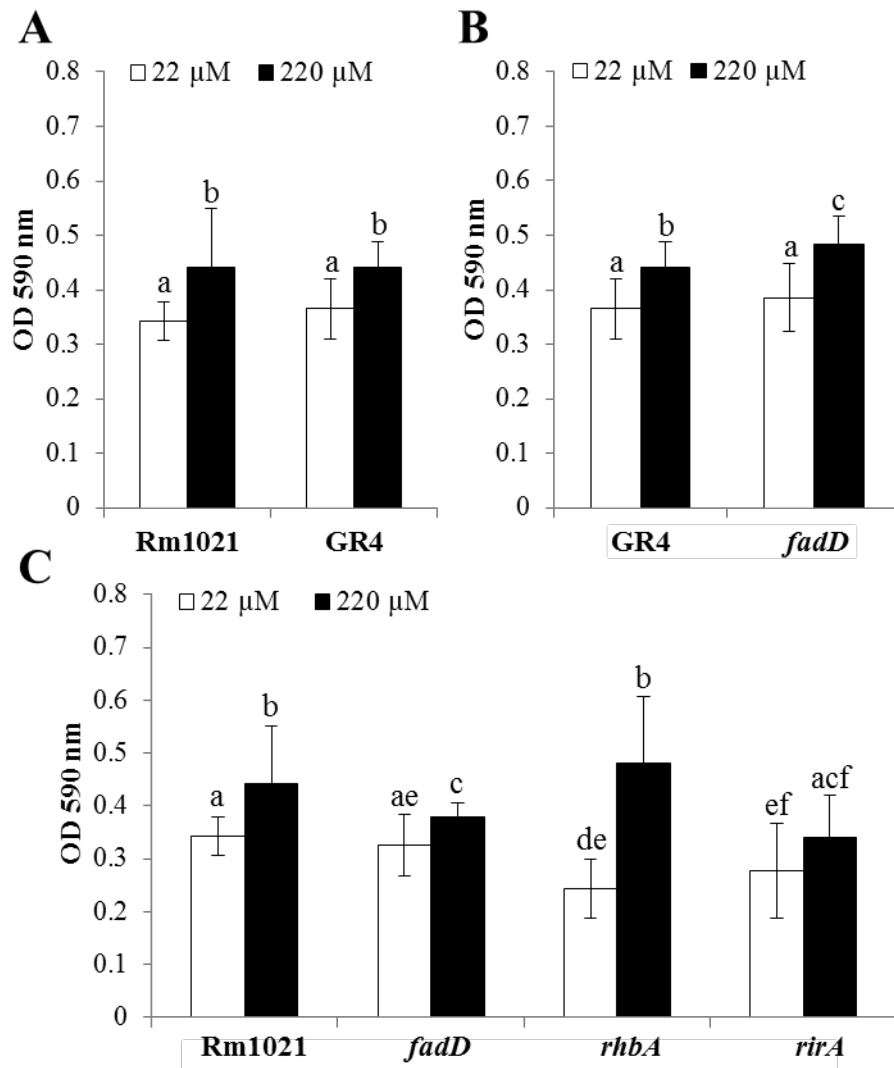 A
22 µM 220 µM
0.8
0.7
0.6
0.5
0.4
0.3
0.2
0.1
0
OD 590 nm
a b a b
Rm1021 GR4
B
22 µM 220 µM
0.8
0.7
0.6
0.5
0.4
0.3
0.2
0.1
0
OD 590 nm
a b a c
GR4 fadD
C
22 µM 220 µM
0.8
0.7
0.6
0.5
0.4
0.3
0.2
0.1
0
OD 590 nm
a b ae c de b ef acf
Rm1021 fadD rhbA rirA